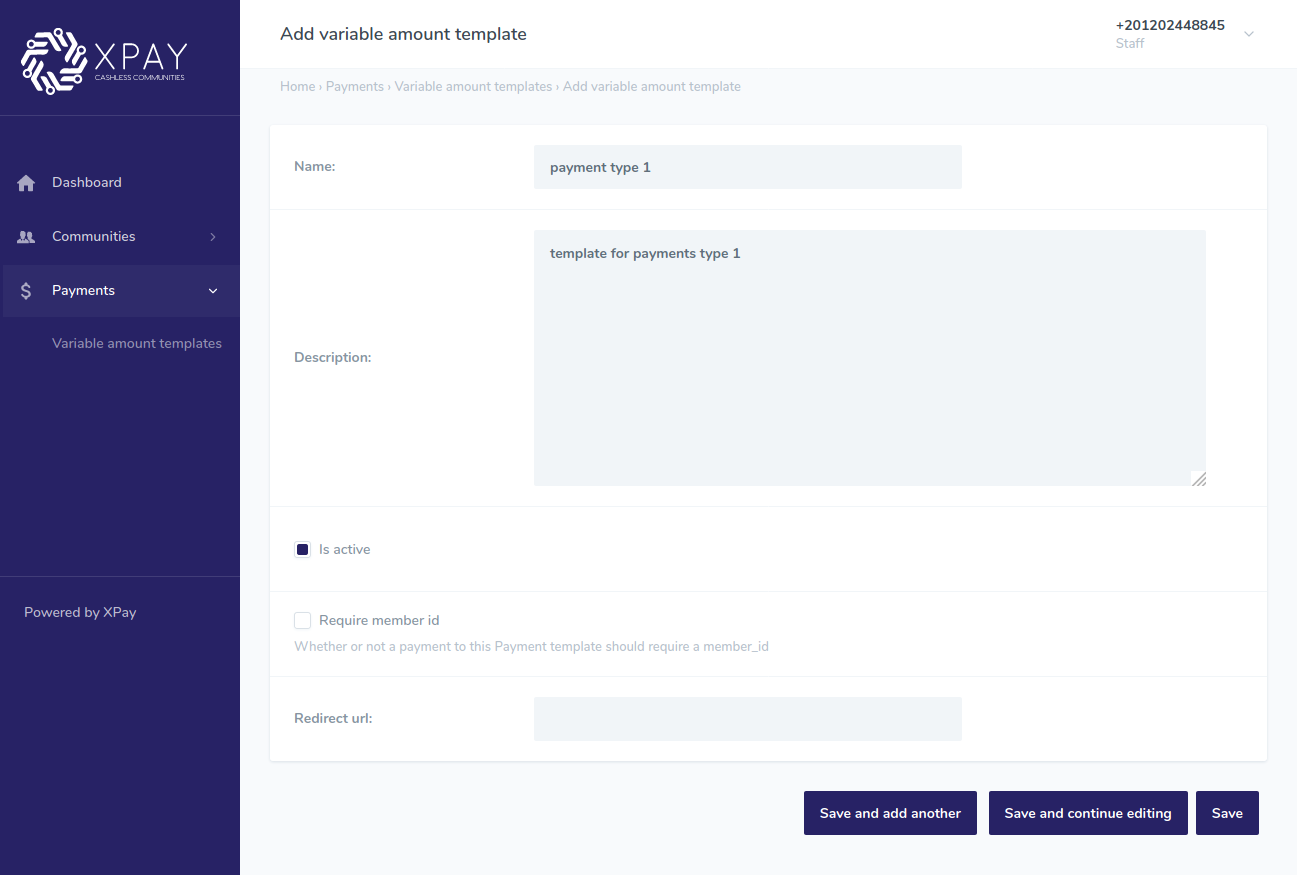 XPAY
CASHLESS COMMUNITIES
Dashboard
Communities
Payments
Variable amount templates
Powered by XPay
Add variable amount template
+201202448845
Staff
Home › Payments › Variable amount templates › Add variable amount template
Name:
payment type 1
Description:
template for payments type 1
Is active
Require member id
Whether or not a payment to this Payment template should require a member_id
Redirect url:
Save and add another
Save and continue editing
Save